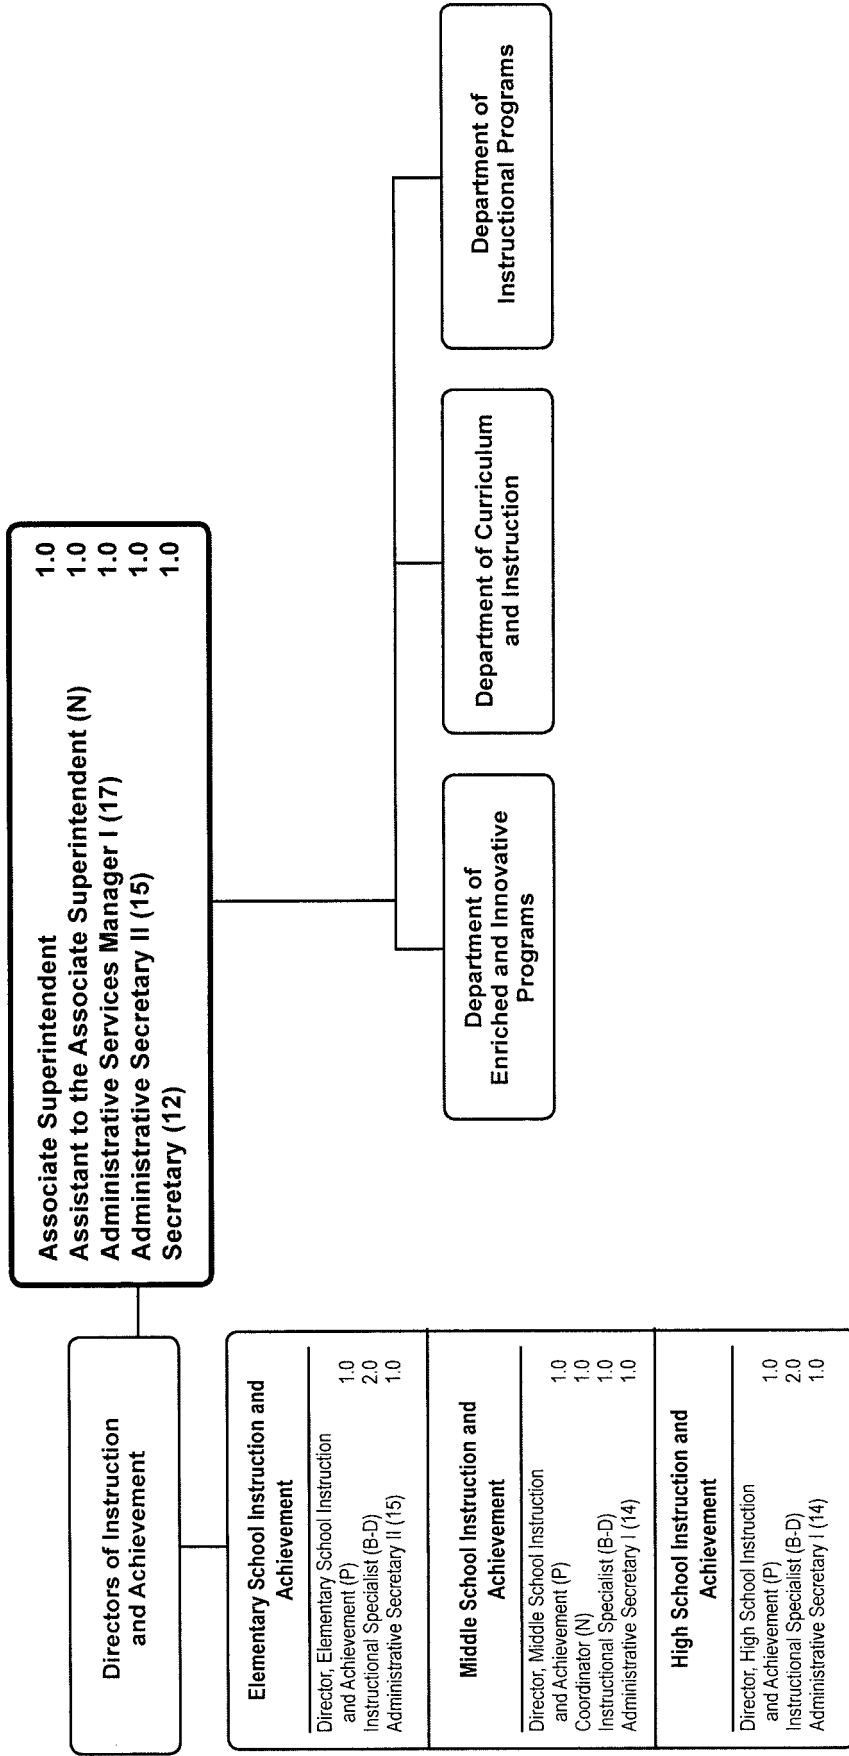 Associate Superintendent 1.0
Assistant to the Associate Superintendent (N) 1.0
Administrative Services Manager I (17) 1.0
Administrative Secretary II (15) 1.0
Secretary (12) 1.0
Directors of Instruction
and Achievement
Elementary School Instruction and
Achievement
Director, Elementary School Instruction
and Achievement (P) 1.0
Instructional Specialist (B-D) 2.0
Administrative Secretary II (15) 1.0
Middle School Instruction and
Achievement
Director, Middle School Instruction
and Achievement (P) 1.0
Coordinator (N) 1.0
Instructional Specialist (B-D) 1.0
Administrative Secretary I (14) 1.0
High School Instruction and
Achievement
Director, High School Instruction
and Achievement (P) 1.0
Instructional Specialist (B-D) 2.0
Administrative Secretary I (14) 1.0
Department of
Enriched and Innovative
Programs
Department of Curriculum
and Instruction
Department of
Instructional Programs